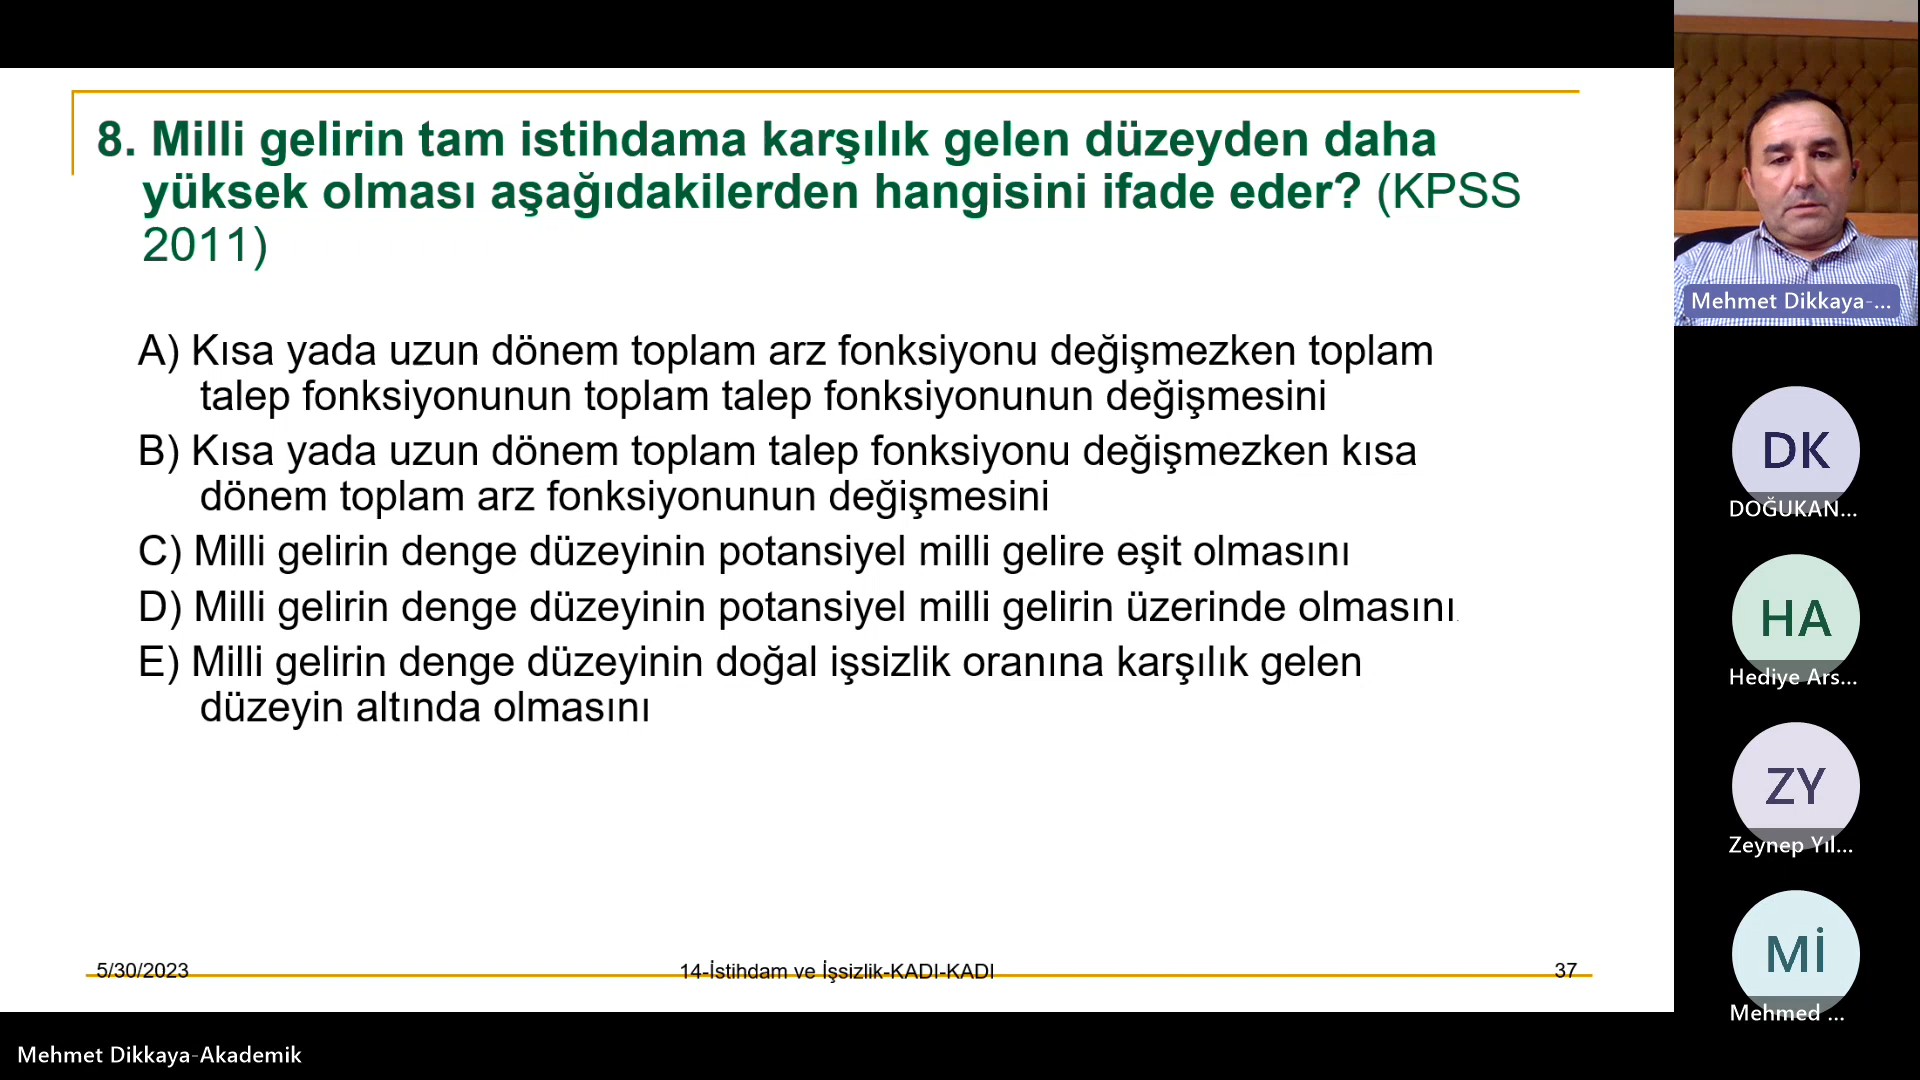 8. Milli gelirin tam istihdama karşılık gelen düzeyden daha
yüksek olması aşağıdakilerden hangisini ifade eder? (KPSS
2011)
A) Kısa yada uzun dönem toplam arz fonksiyonu değişmezken toplam
talep fonksiyonunun toplam talep fonksiyonunun değişmesini
B) Kısa yada uzun dönem toplam talep fonksiyonu değişmezken kısa
dönem toplam arz fonksiyonunun değişmesini
C) Milli gelirin denge düzeyinin potansiyel milli gelire eşit olmasını
D) Milli gelirin denge düzeyinin potansiyel milli gelirin üzerinde olmasını
E) Milli gelirin denge düzeyinin doğal işsizlik oranına karşılık gelen
düzeyin altında olmasını
5/30/2023
14-İstihdam ve İşsizlik-KADI-KADI
37
Mehmet Dikkaya-Akademik
Mehmet Dikkaya-...
DK
DOĞUKAN...
HA
Hediye Ars...
ZY
Zeynep Yıl...
Mİ
Mehmed ...